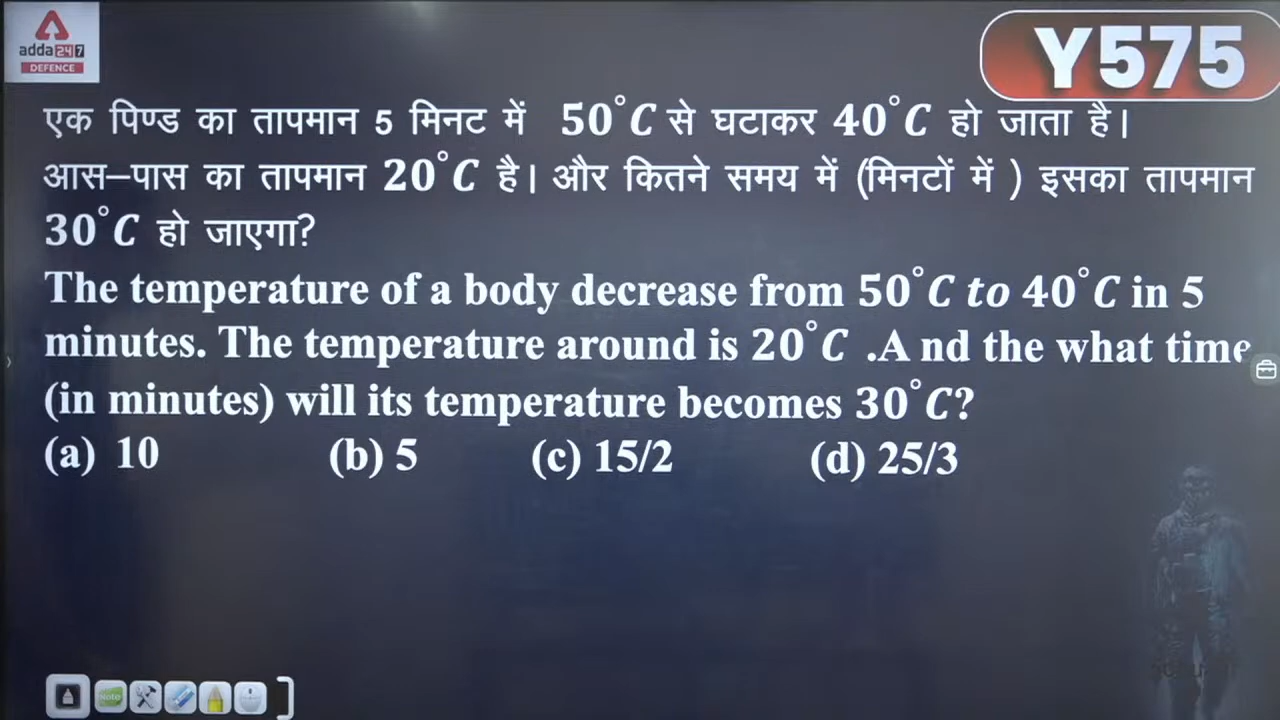 adda247
DEFENCE
Y575
एक पिण्ड का तापमान 5 मिनट में 50°C से घटाकर 40°C हो जाता है।
आस–पास का तापमान 20°C है। और कितने समय में (मिनटों में ) इसका तापमान
30°C हो जाएगा?
The temperature of a body decrease from 50°C to 40°C in 5
minutes. The temperature around is 20°C .A nd the what time
(in minutes) will its temperature becomes 30°C?
(a) 10 (b) 5 (c) 15/2 (d) 25/3